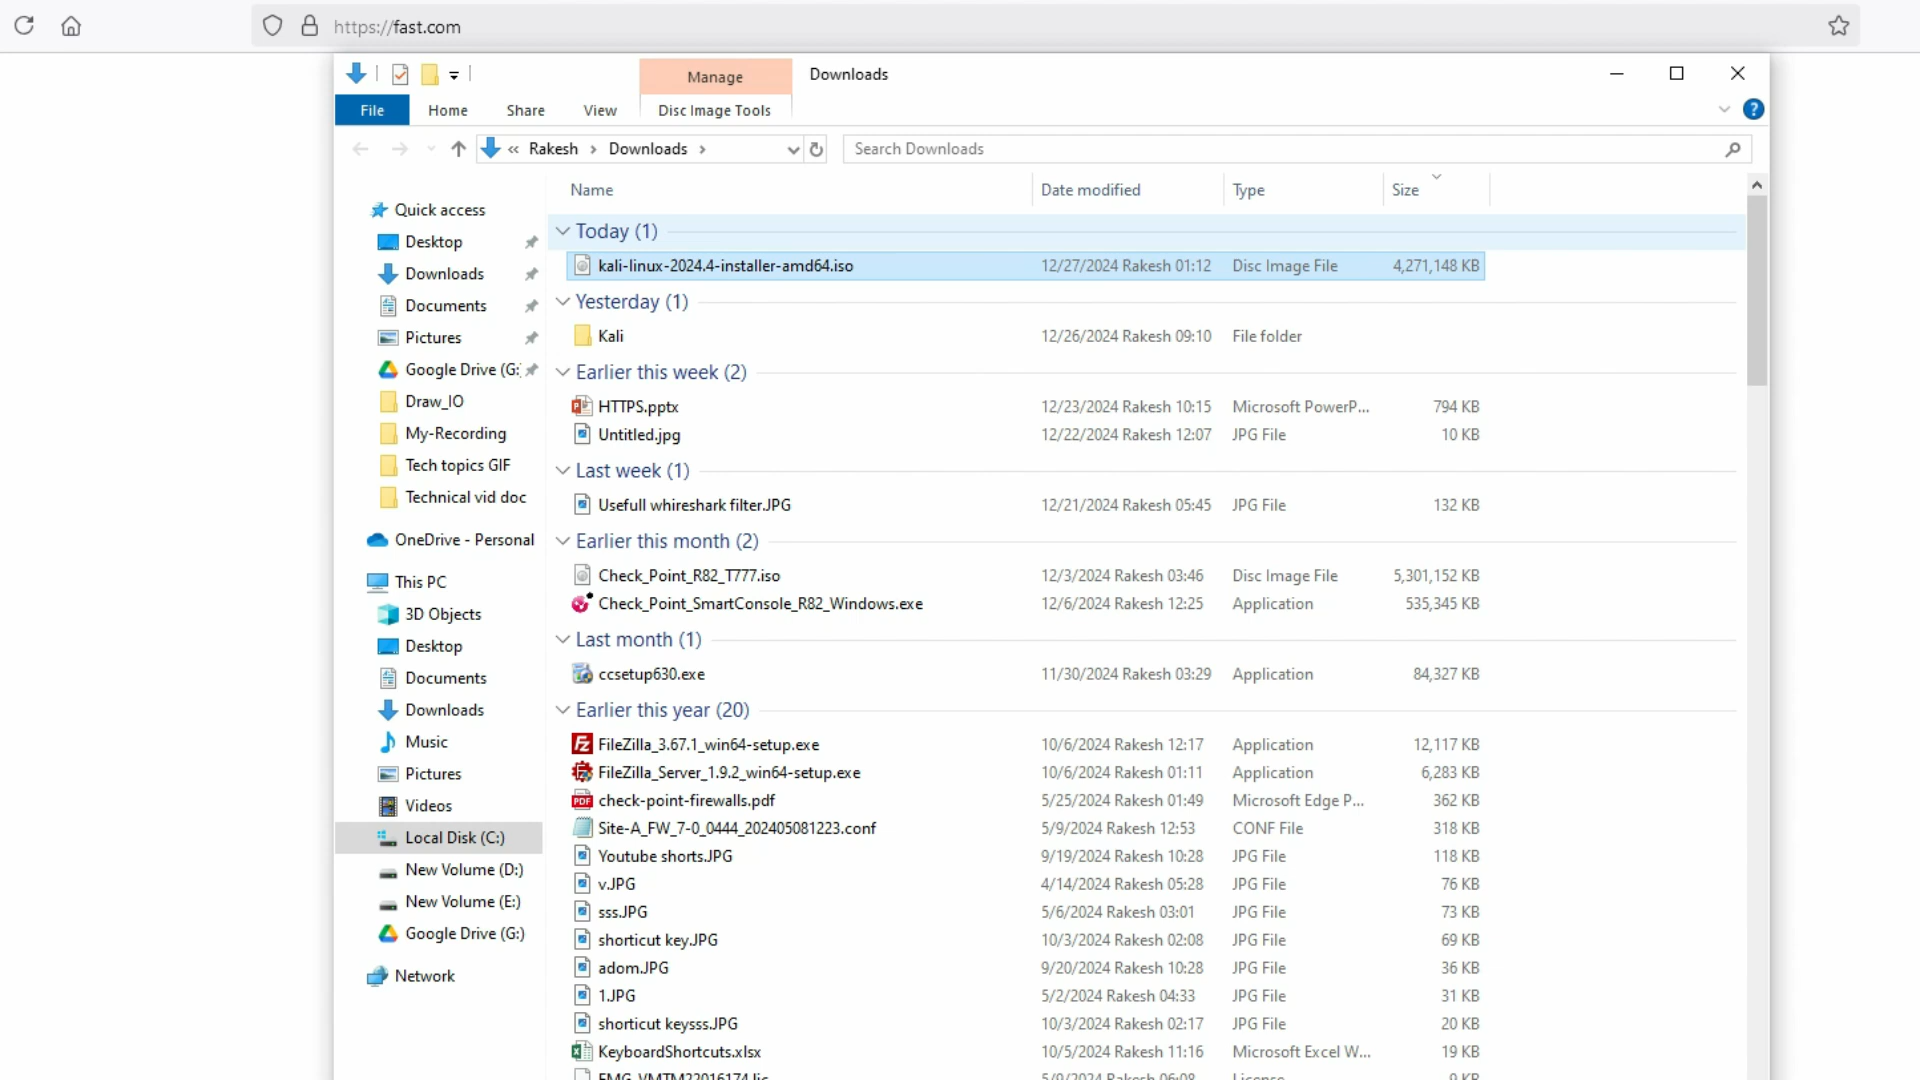 https://fast.com
Manage
Downloads
File
Home
Share
View
Disc Image Tools
?
« Rakesh > Downloads >
Search Downloads
Name
Date modified
Type
Size
Quick access
Desktop
Downloads
Documents
Pictures
Google Drive (G:
Draw_IO
My-Recording
Tech topics GIF
Technical vid doc
OneDrive - Personal
This PC
3D Objects
Desktop
Documents
Downloads
Music
Pictures
Videos
Local Disk (C:)
New Volume (D:)
New Volume (E:)
Google Drive (G:)
Network
Today (1)
kali-linux-2024.4-installer-amd64.iso 12/27/2024 Rakesh 01:12 Disc Image File 4,271,148 KB
Yesterday (1)
Kali 12/26/2024 Rakesh 09:10 File folder
Earlier this week (2)
HTTPS.pptx 12/23/2024 Rakesh 10:15 Microsoft PowerP... 794 KB
Untitled.jpg 12/22/2024 Rakesh 12:07 JPG File 10 KB
Last week (1)
Usefull whireshark filter.JPG 12/21/2024 Rakesh 05:45 JPG File 132 KB
Earlier this month (2)
Check_Point_R82_T777.iso 12/3/2024 Rakesh 03:46 Disc Image File 5,301,152 KB
Check_Point_SmartConsole_R82_Windows.exe 12/6/2024 Rakesh 12:25 Application 535,345 KB
Last month (1)
ccsetup630.exe 11/30/2024 Rakesh 03:29 Application 84,327 KB
Earlier this year (20)
FileZilla_3.67.1_win64-setup.exe 10/6/2024 Rakesh 12:17 Application 12,117 KB
FileZilla_Server_1.9.2_win64-setup.exe 10/6/2024 Rakesh 01:11 Application 6,283 KB
check-point-firewalls.pdf 5/25/2024 Rakesh 01:49 Microsoft Edge P... 362 KB
Site-A_FW_7-0_0444_202405081223.conf 5/9/2024 Rakesh 12:53 CONF File 318 KB
Youtube shorts.JPG 9/19/2024 Rakesh 10:28 JPG File 118 KB
v.JPG 4/14/2024 Rakesh 05:28 JPG File 76 KB
sss.JPG 5/6/2024 Rakesh 03:01 JPG File 73 KB
shorticut key.JPG 10/3/2024 Rakesh 02:08 JPG File 69 KB
adom.JPG 9/20/2024 Rakesh 10:28 JPG File 36 KB
1.JPG 5/2/2024 Rakesh 04:33 JPG File 31 KB
shorticut keysss.JPG 10/3/2024 Rakesh 02:17 JPG File 20 KB
KeyboardShortcuts.xlsx 10/5/2024 Rakesh 11:16 Microsoft Excel W... 19 KB
5/9/2024 Rakesh 06:08 License 9 KB